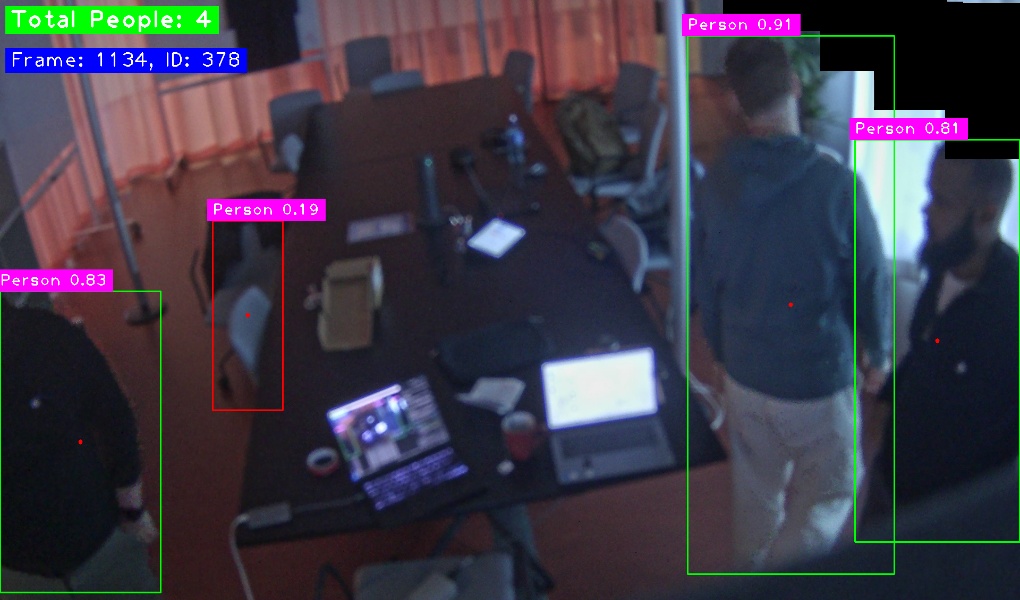 Total People: 4
Frame: 1134, ID: 378
Person 0.91
Person 0.81
Person 0.19
Person 0.83